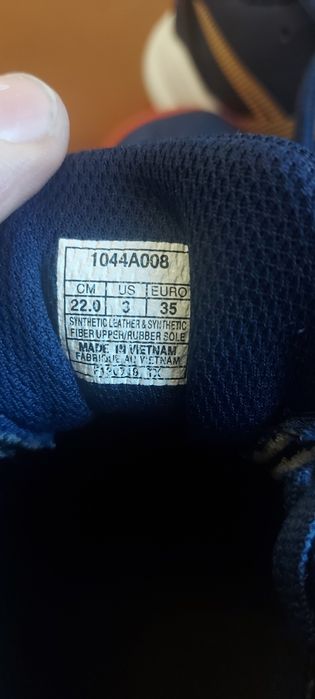 1044A008
CM US EURO
22.0 3 35
SYNTHETIC LEATHER & SYNTHETIC
FIBER UPPER/RUBBER SOLE
MADE IN VIETNAM
FABRIQUE AU VIETNAM